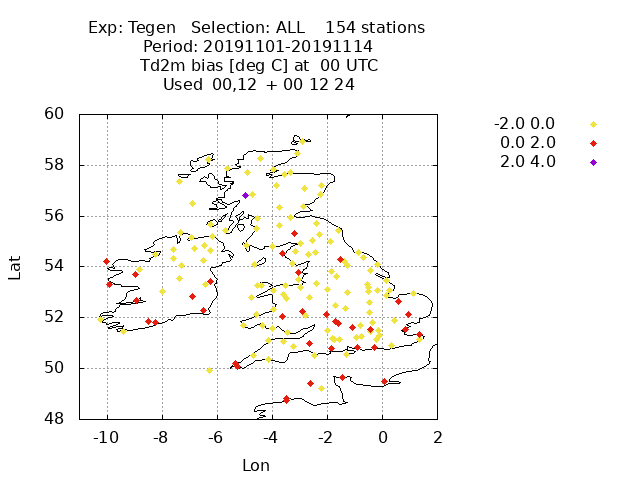 Exp: Tegen   Selection: ALL    154 stations
Period: 20191101-20191114
Td2m bias [deg C] at  00 UTC
Used  00,12  + 00 12 24
-2.0 0.0
0.0 2.0
2.0 4.0
60
58
56
54
52
50
48
Lat
-10 -8 -6 -4 -2 0 2
Lon